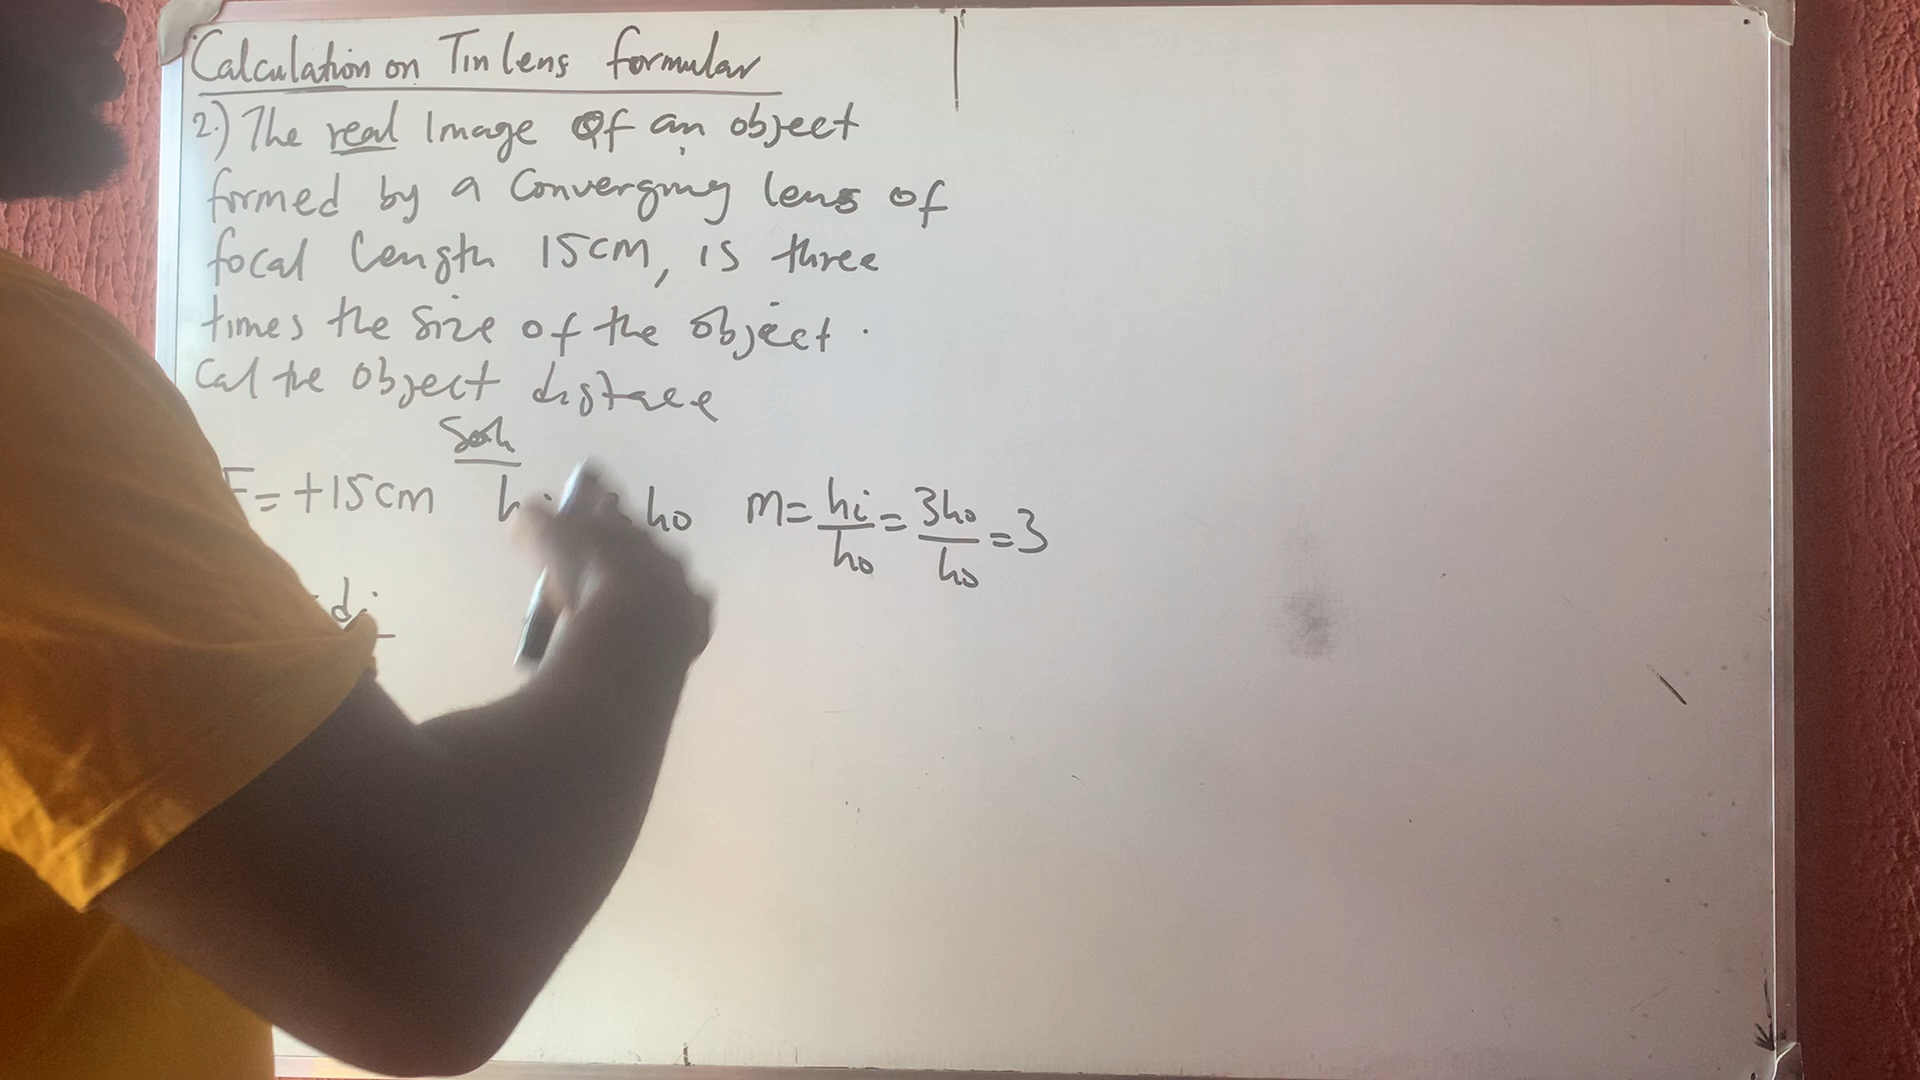 Calculation on Tin lens formular
2.) The real Image Of an object
formed by a Converging lens of
focal length 15cm, is three
times the size of the object.
Cal the object distace
Soln
F = +15cm ho m = hi/ho = 3ho/ho = 3
di